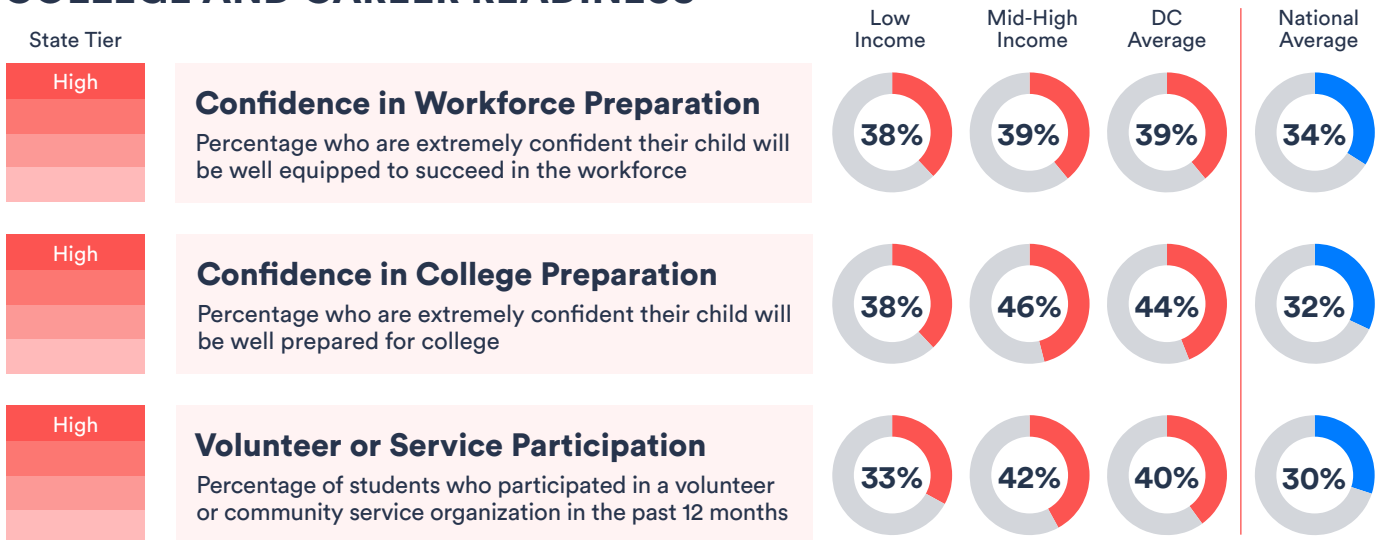 COLLEGE AND CAREER READINESS
State Tier
Low Income
Mid-High Income
DC Average
National Average
High
Confidence in Workforce Preparation
Percentage who are extremely confident their child will
be well equipped to succeed in the workforce
38%
39%
39%
34%
High
Confidence in College Preparation
Percentage who are extremely confident their child will
be well prepared for college
38%
46%
44%
32%
High
Volunteer or Service Participation
Percentage of students who participated in a volunteer
or community service organization in the past 12 months
33%
42%
40%
30%